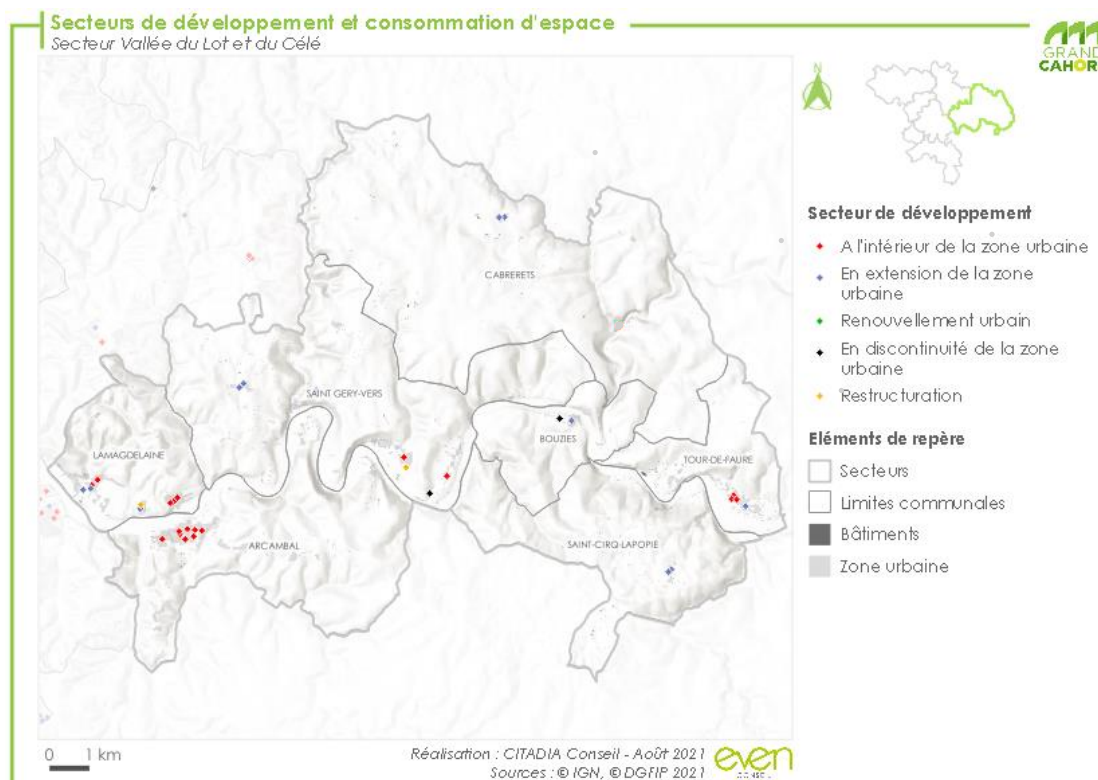 Secteurs de développement et consommation d'espace
Secteur Vallée du Lot et du Célé
GRAND
CAHOR
N
CABRERETS
SAINT GERY-VERS
LAMAGDELAINE
BOUZIES
TOUR-DE-FAURE
ARCAMBAL
SAINT-CIRQ-LAPOPIE
Secteur de développement
A l'intérieur de la zone urbaine
En extension de la zone
urbaine
Renouvellement urbain
En discontinuité de la zone
urbaine
Restructuration
Eléments de repère
Secteurs
Limites communales
Bâtiments
Zone urbaine
0 1 km
Réalisation : CITADIA Conseil - Août 2021
Sources : © IGN, © DGFIP 2021
even